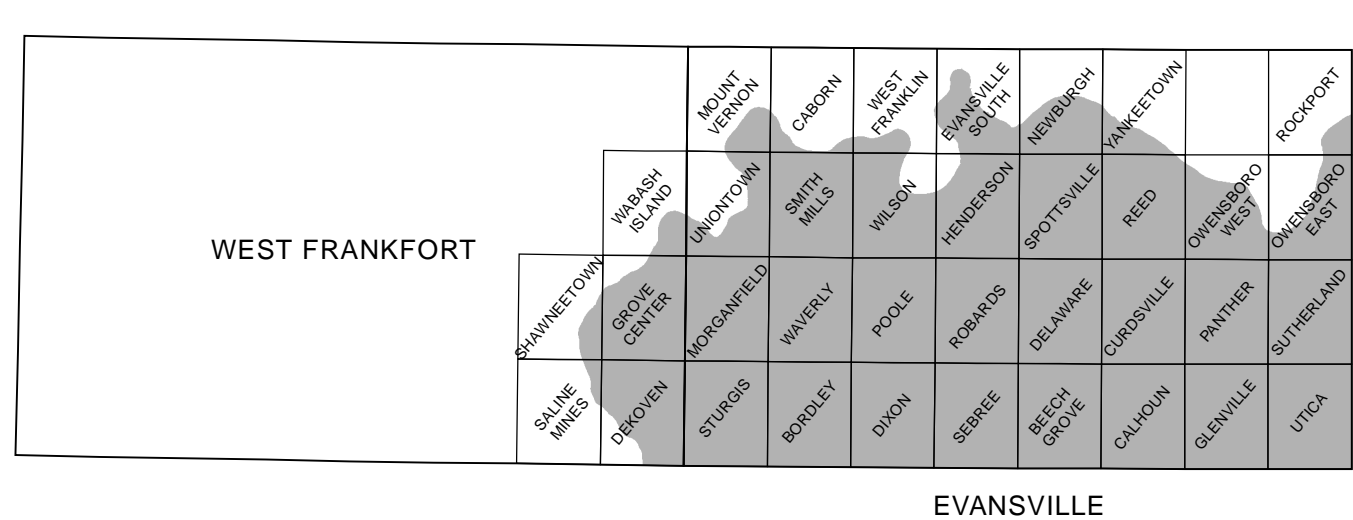 MOUNT
VERNON
CABORN
WEST
FRANKLIN
EVANSVILLE
SOUTH
NEWBURGH
YANKEETOWN
ROCKPORT
WABASH
ISLAND
UNIONTOWN
SMITH
MILLS
WILSON
HENDERSON
SPOTTSVILLE
REED
OWENSBORO
WEST
OWENSBORO
EAST
WEST FRANKFORT
SHAWNEETOWN
GROVE
CENTER
MORGANFIELD
WAVERLY
POOLE
ROBARDS
DELAWARE
CURDSVILLE
PANTHER
SUTHERLAND
SALINE
MINES
DEKOVEN
STURGIS
BORDLEY
DIXON
SEBREE
BEECH
GROVE
CALHOUN
GLENVILLE
UTICA
EVANSVILLE